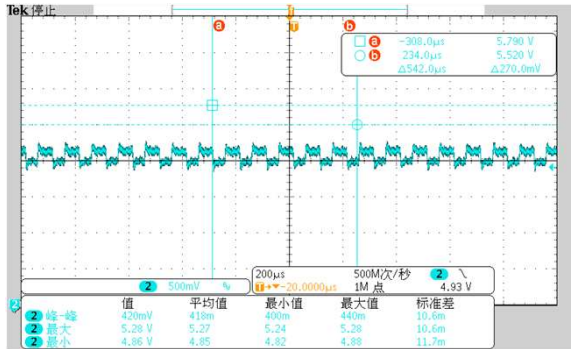 Tek 停止
a
b
T
a -308.0μs 5.790 V
b 234.0μs 5.520 V
△542.0μs △270.0mV
2 500mV
200μs 500M次/秒 2
T→▼-20.0000μs 1M 点 4.93 V
2
值 平均值 最小值 最大值 标准差
2 峰-峰 420mV 418m 400m 440m 10.6m
2 最大 5.28 V 5.27 5.24 5.28 10.6m
2 最小 4.86 V 4.85 4.82 4.88 11.7m